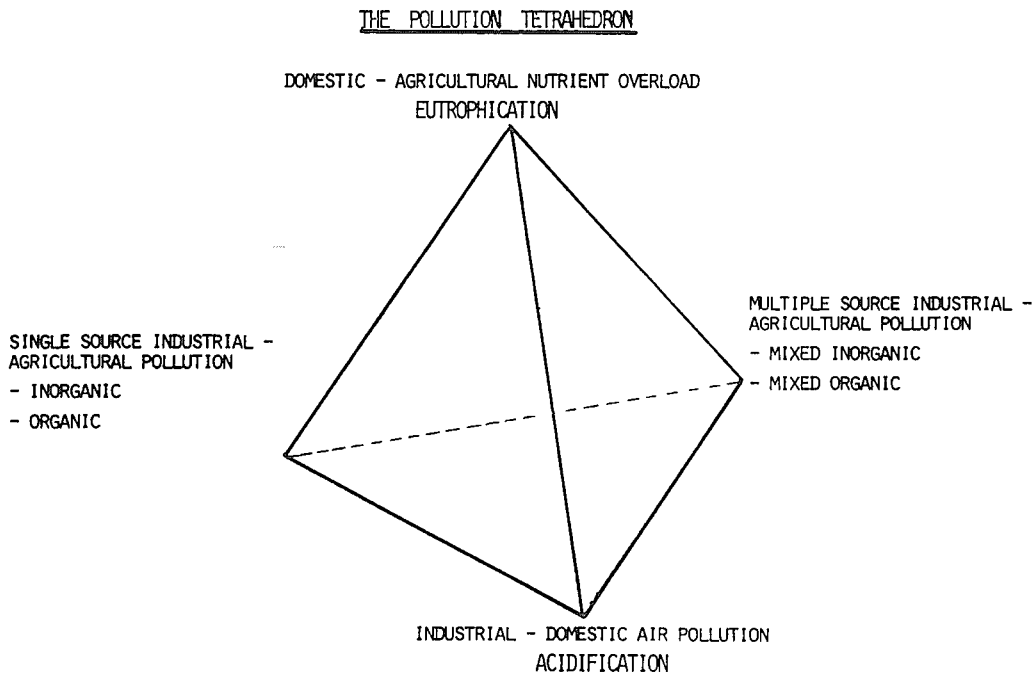 THE POLLUTION TETRAHEDRON
DOMESTIC - AGRICULTURAL NUTRIENT OVERLOAD
EUTROPHICATION
SINGLE SOURCE INDUSTRIAL -
AGRICULTURAL POLLUTION
- INORGANIC
- ORGANIC
MULTIPLE SOURCE INDUSTRIAL -
AGRICULTURAL POLLUTION
- MIXED INORGANIC
- MIXED ORGANIC
INDUSTRIAL - DOMESTIC AIR POLLUTION
ACIDIFICATION